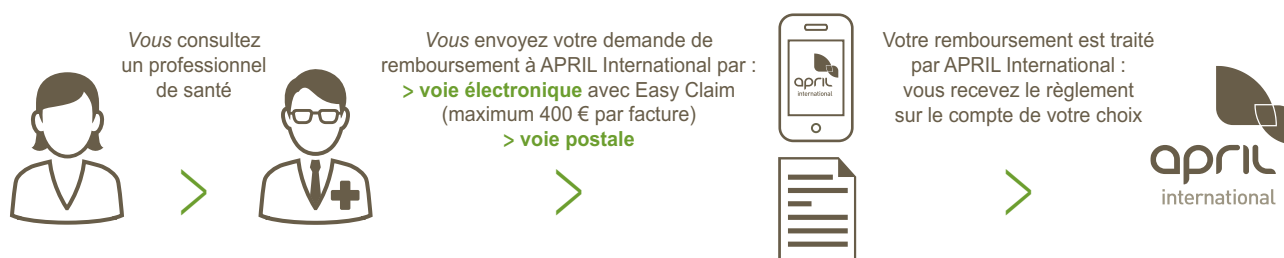 Vous consultez
un professionnel
de santé
Vous envoyez votre demande de
remboursement à APRIL International par :
> voie électronique avec Easy Claim
(maximum 400 € par facture)
> voie postale
april
international
Votre remboursement est traité
par APRIL International :
vous recevez le règlement
sur le compte de votre choix
april
international